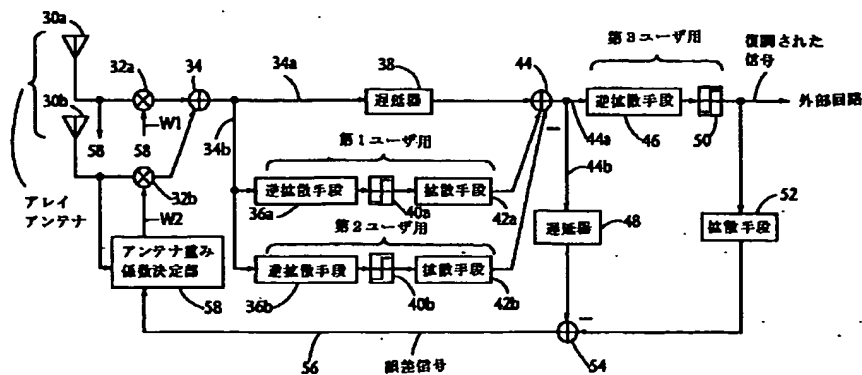 30a
30b
アレイ
アンテナ
32a
W1
58
58
32b
W2
アンテナ重み
係数決定部
58
34
34a
34b
38
遅延器
第1ユーザ用
逆拡散手段
36a
40a
拡散手段
42a
第2ユーザ用
逆拡散手段
36b
40b
拡散手段
42b
44
−
44a
44b
第3ユーザ用
逆拡散手段
46
50
復調された
信号
外部回路
遅延器
48
52
拡散手段
−
54
56
誤差信号